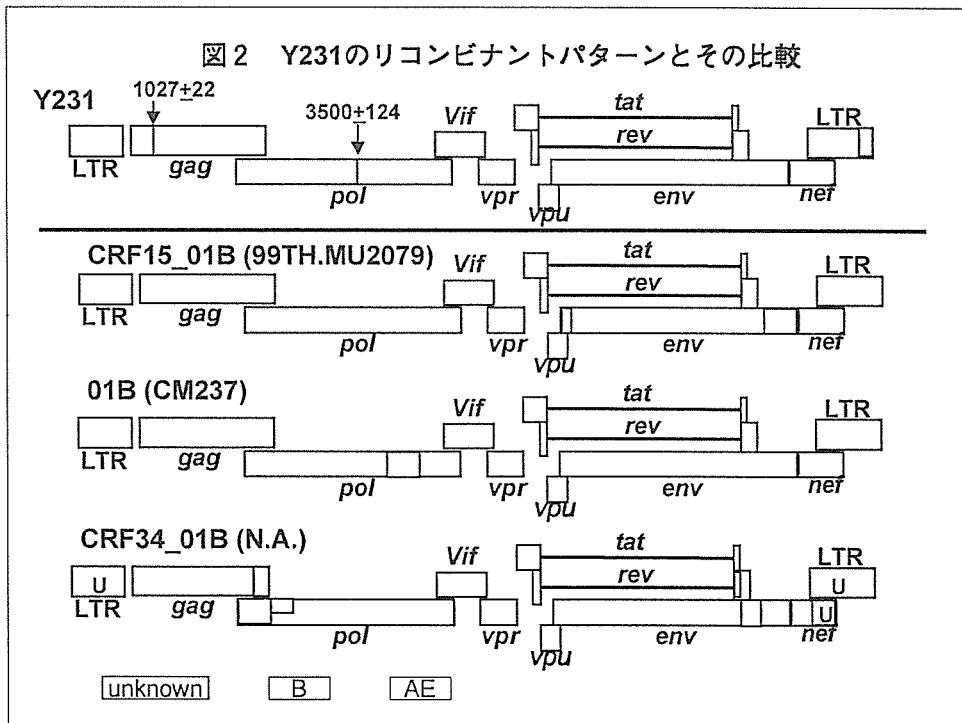 図2 Y231のリコンビナントパターンとその比較
Y231
1027±22
3500±124
Vif
tat
rev
LTR
LTR
gag
pol
vpr
vpu
env
nef
CRF15_01B (99TH.MU2079)
Vif
tat
rev
LTR
LTR
gag
pol
vpr
vpu
env
nef
01B (CM237)
Vif
tat
rev
LTR
LTR
gag
pol
vpr
vpu
env
nef
CRF34_01B (N.A.)
Vif
tat
rev
LTR
U
U
LTR
gag
pol
vpr
vpu
env
U
nef
unknown
B
AE